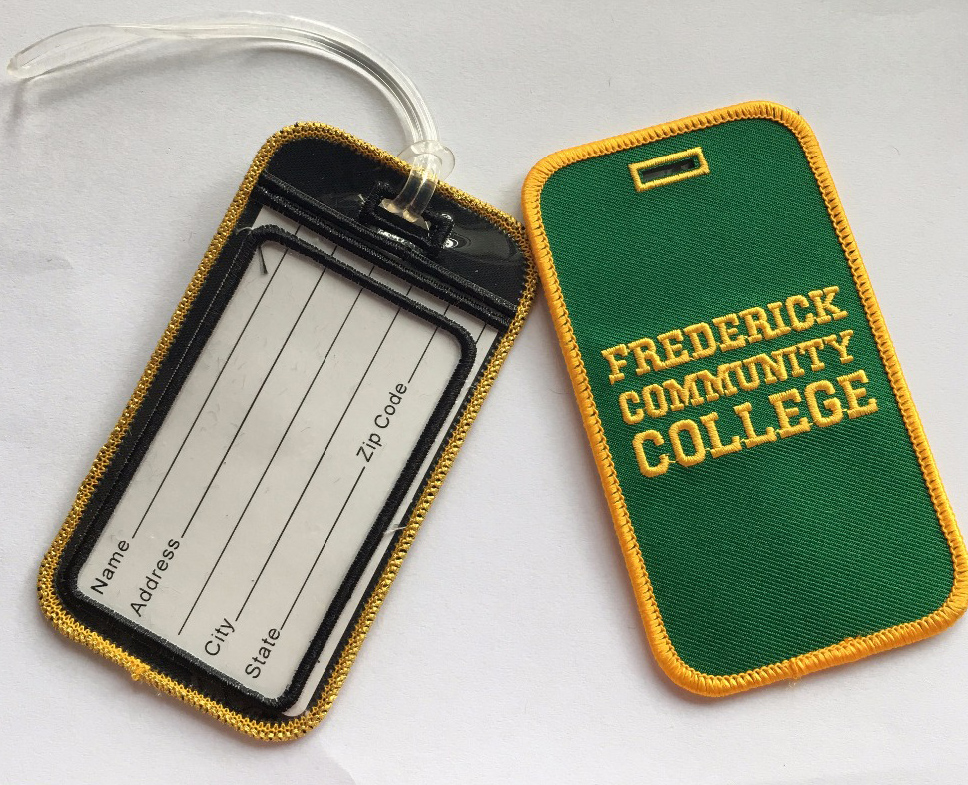 Name
Address
City
State
Zip Code
FREDERICK
COMMUNITY
COLLEGE